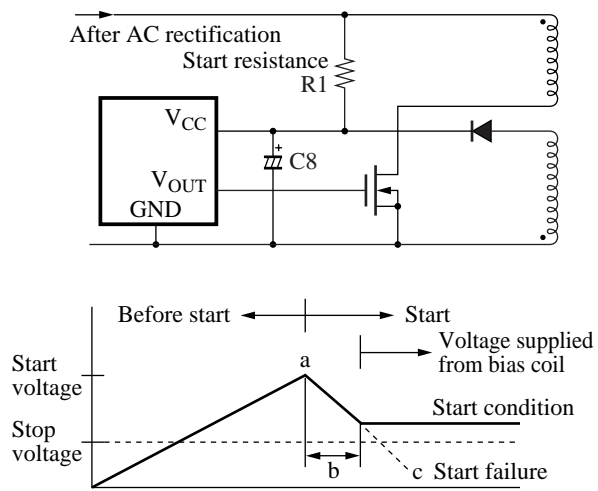 After AC rectification
Start resistance
R1
VCC
+
C8
VOUT
GND
Before start
Start
Voltage supplied
from bias coil
a
Start
voltage
Start condition
Stop
voltage
b
c Start failure